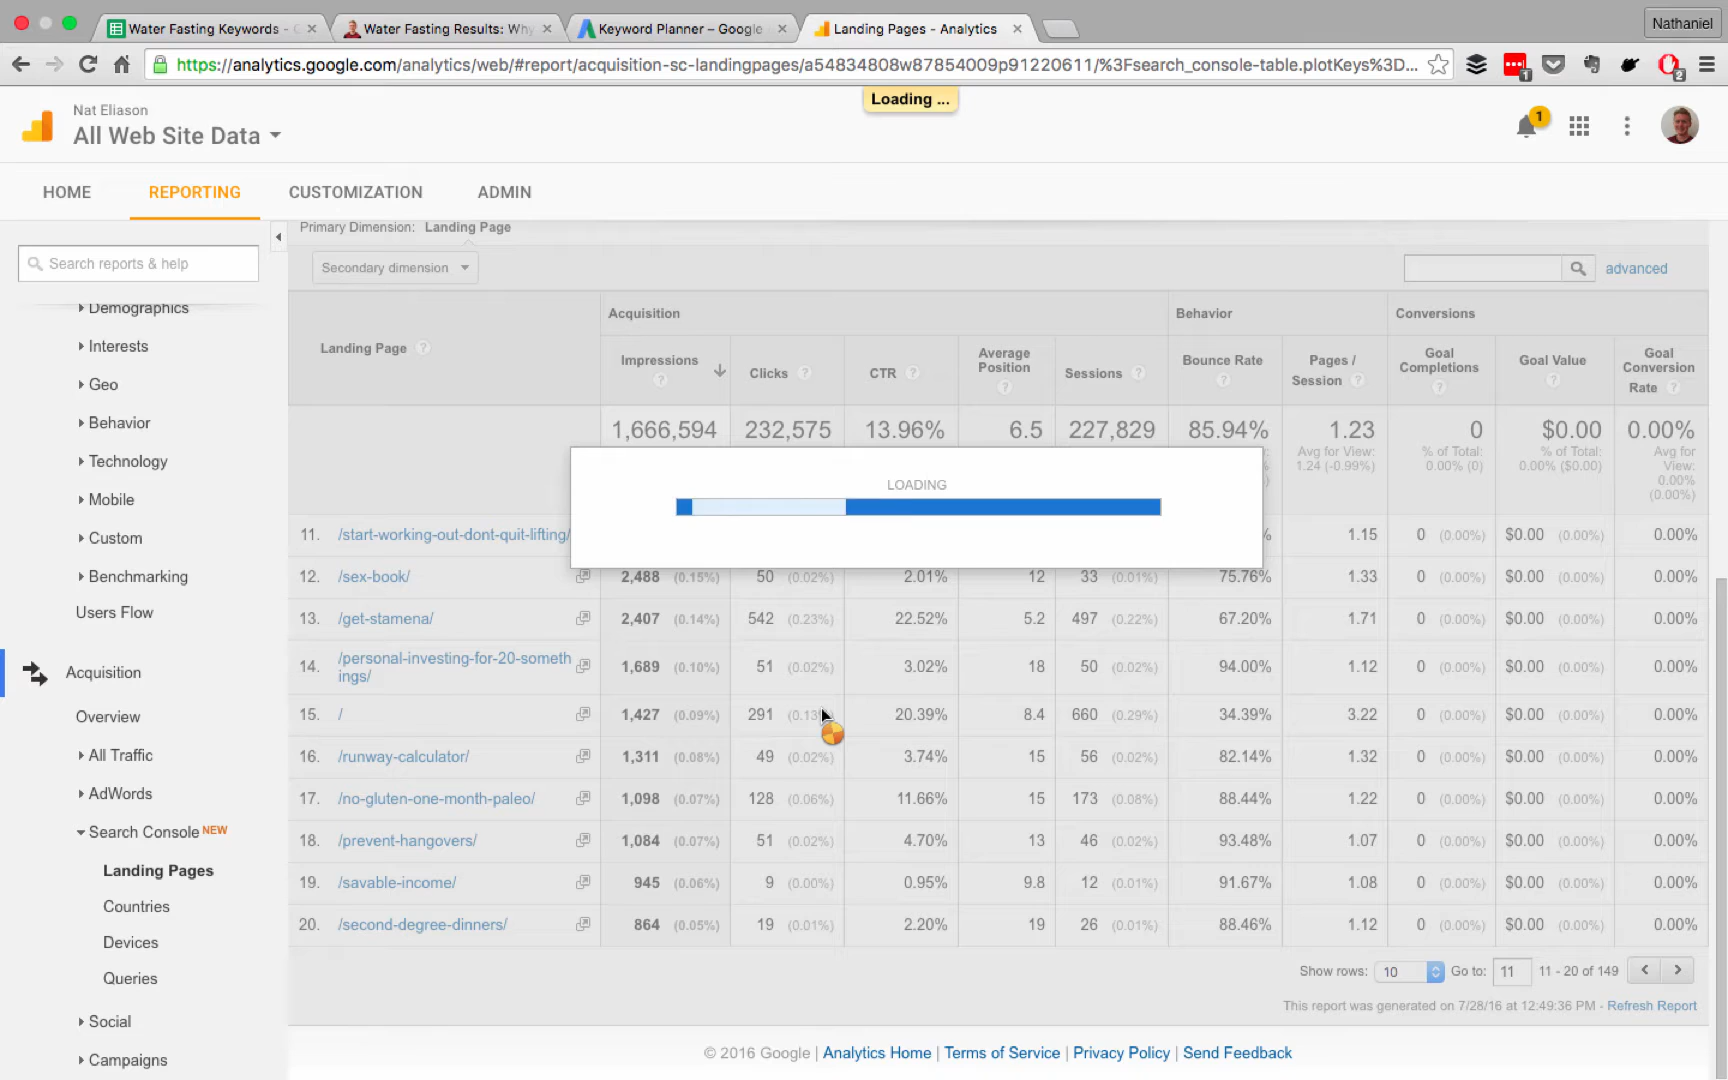 Water Fasting Keywords - G
Water Fasting Results: Why
Keyword Planner – Google
Landing Pages - Analytics
Nathaniel
https://analytics.google.com/analytics/web/#report/acquisition-sc-landingpages/a54834808w87854009p91220611/%3Fsearch_console-table.plotKeys%3D...
1
2
Loading ...
Nat Eliason
All Web Site Data
1
HOME
REPORTING
CUSTOMIZATION
ADMIN
Search reports & help
Demographics
Interests
Geo
Behavior
Technology
Mobile
Custom
Benchmarking
Users Flow
Acquisition
Overview
All Traffic
AdWords
Search Console NEW
Landing Pages
Countries
Devices
Queries
Social
Campaigns
Primary Dimension: Landing Page
Secondary dimension
advanced
Landing Page ?
Acquisition
Behavior
Conversions
Impressions ?
Clicks ?
CTR ?
Average Position ?
Sessions ?
Bounce Rate ?
Pages / Session ?
Goal Completions ?
Goal Value ?
Goal Conversion Rate ?
1,666,594 232,575 13.96% 6.5 227,829 85.94% 1.23 0 $0.00 0.00%
Avg for View: 1.24 (-0.99%)
% of Total: 0.00% (0)
% of Total: 0.00% ($0.00)
Avg for View: 0.00% (0.00%)
LOADING
11. /start-working-out-dont-quit-lifting/ 1.15 0 (0.00%) $0.00 (0.00%) 0.00%
12. /sex-book/ 2,488 (0.15%) 50 (0.02%) 2.01% 12 33 (0.01%) 75.76% 1.33 0 (0.00%) $0.00 (0.00%) 0.00%
13. /get-stamena/ 2,407 (0.14%) 542 (0.23%) 22.52% 5.2 497 (0.22%) 67.20% 1.71 0 (0.00%) $0.00 (0.00%) 0.00%
14. /personal-investing-for-20-someth
ings/ 1,689 (0.10%) 51 (0.02%) 3.02% 18 50 (0.02%) 94.00% 1.12 0 (0.00%) $0.00 (0.00%) 0.00%
15. / 1,427 (0.09%) 291 (0.13%) 20.39% 8.4 660 (0.29%) 34.39% 3.22 0 (0.00%) $0.00 (0.00%) 0.00%
16. /runway-calculator/ 1,311 (0.08%) 49 (0.02%) 3.74% 15 56 (0.02%) 82.14% 1.32 0 (0.00%) $0.00 (0.00%) 0.00%
17. /no-gluten-one-month-paleo/ 1,098 (0.07%) 128 (0.06%) 11.66% 15 173 (0.08%) 88.44% 1.22 0 (0.00%) $0.00 (0.00%) 0.00%
18. /prevent-hangovers/ 1,084 (0.07%) 51 (0.02%) 4.70% 13 46 (0.02%) 93.48% 1.07 0 (0.00%) $0.00 (0.00%) 0.00%
19. /savable-income/ 945 (0.06%) 9 (0.00%) 0.95% 9.8 12 (0.01%) 91.67% 1.08 0 (0.00%) $0.00 (0.00%) 0.00%
20. /second-degree-dinners/ 864 (0.05%) 19 (0.01%) 2.20% 19 26 (0.01%) 88.46% 1.12 0 (0.00%) $0.00 (0.00%) 0.00%
Show rows: 10 Go to: 11 11 - 20 of 149
This report was generated on 7/28/16 at 12:49:36 PM - Refresh Report
© 2016 Google | Analytics Home | Terms of Service | Privacy Policy | Send Feedback